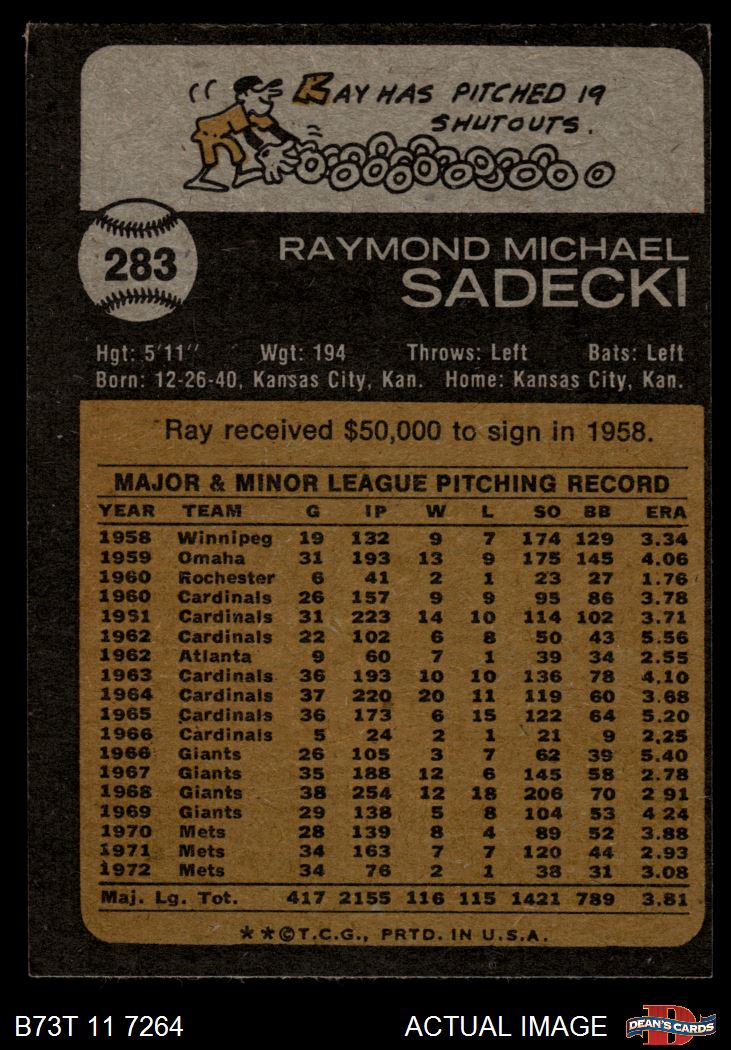 RAY HAS PITCHED 19
SHUTOUTS.
283
RAYMOND MICHAEL
SADECKI
Hgt: 5'11" Wgt: 194 Throws: Left Bats: Left
Born: 12-26-40, Kansas City, Kan. Home: Kansas City, Kan.
Ray received $50,000 to sign in 1958.
MAJOR & MINOR LEAGUE PITCHING RECORD
YEAR TEAM G IP W L SO BB ERA
1958 Winnipeg 19 132 9 7 174 129 3.34
1959 Omaha 31 193 13 9 175 145 4.06
1960 Rochester 6 41 2 1 23 27 1.76
1960 Cardinals 26 157 9 9 95 86 3.78
1951 Cardinals 31 223 14 10 114 102 3.71
1962 Cardinals 22 102 6 8 50 43 5.56
1962 Atlanta 9 60 7 1 39 34 2.55
1963 Cardinals 36 193 10 10 136 78 4.10
1964 Cardinals 37 220 20 11 119 60 3.68
1965 Cardinals 36 173 6 15 122 64 5.20
1966 Cardinals 5 24 2 1 21 9 2.25
1966 Giants 26 105 3 7 62 39 5.40
1967 Giants 35 188 12 6 145 58 2.78
1968 Giants 38 254 12 18 206 70 2 91
1969 Giants 29 138 5 8 104 53 4 24
1970 Mets 28 139 8 4 89 52 3.88
1971 Mets 34 163 7 7 120 44 2.93
1972 Mets 34 76 2 1 38 31 3.08
Maj. Lg. Tot. 417 2155 116 115 1421 789 3.81
**©T.C.G., PRTD. IN U.S.A.
B73T 11 7264 ACTUAL IMAGE DEAN'S CARDS